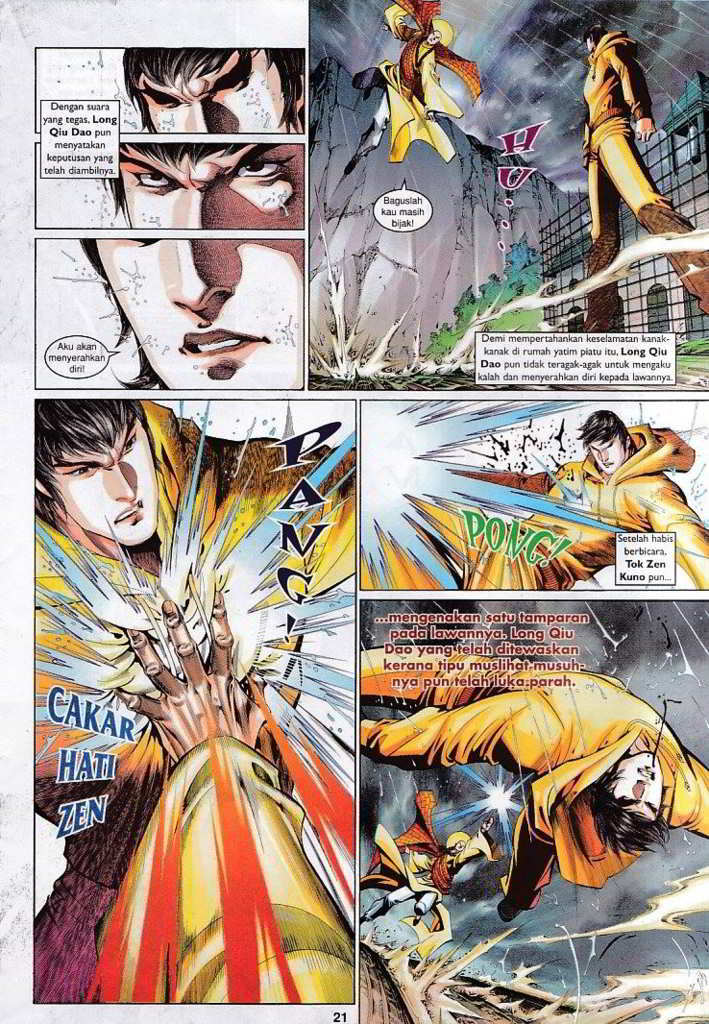 Dengan suara
yang tegas, Long
Qiu Dao pun
menyatakan
keputusan yang
telah diambilnya.
Aku akan
menyerahkan
diri!
Baguslah
kau masih
bijak!
HU...
Demi mempertahankan keselamatan kanak-
kanak di rumah yatim piatu itu, Long Qiu
Dao pun tidak teragak-agak untuk mengaku
kalah dan menyerahkan diri kepada lawannya.
PANG!
CAKAR
HATI
ZEN
PONG!
Setelah habis
berbicara,
Tok Zen
Kuno pun...
...mengenakan satu tamparan
pada lawannya. Long Qiu
Dao yang telah ditewaskan
kerana tipu muslihat musuh-
nya pun telah luka parah.
21